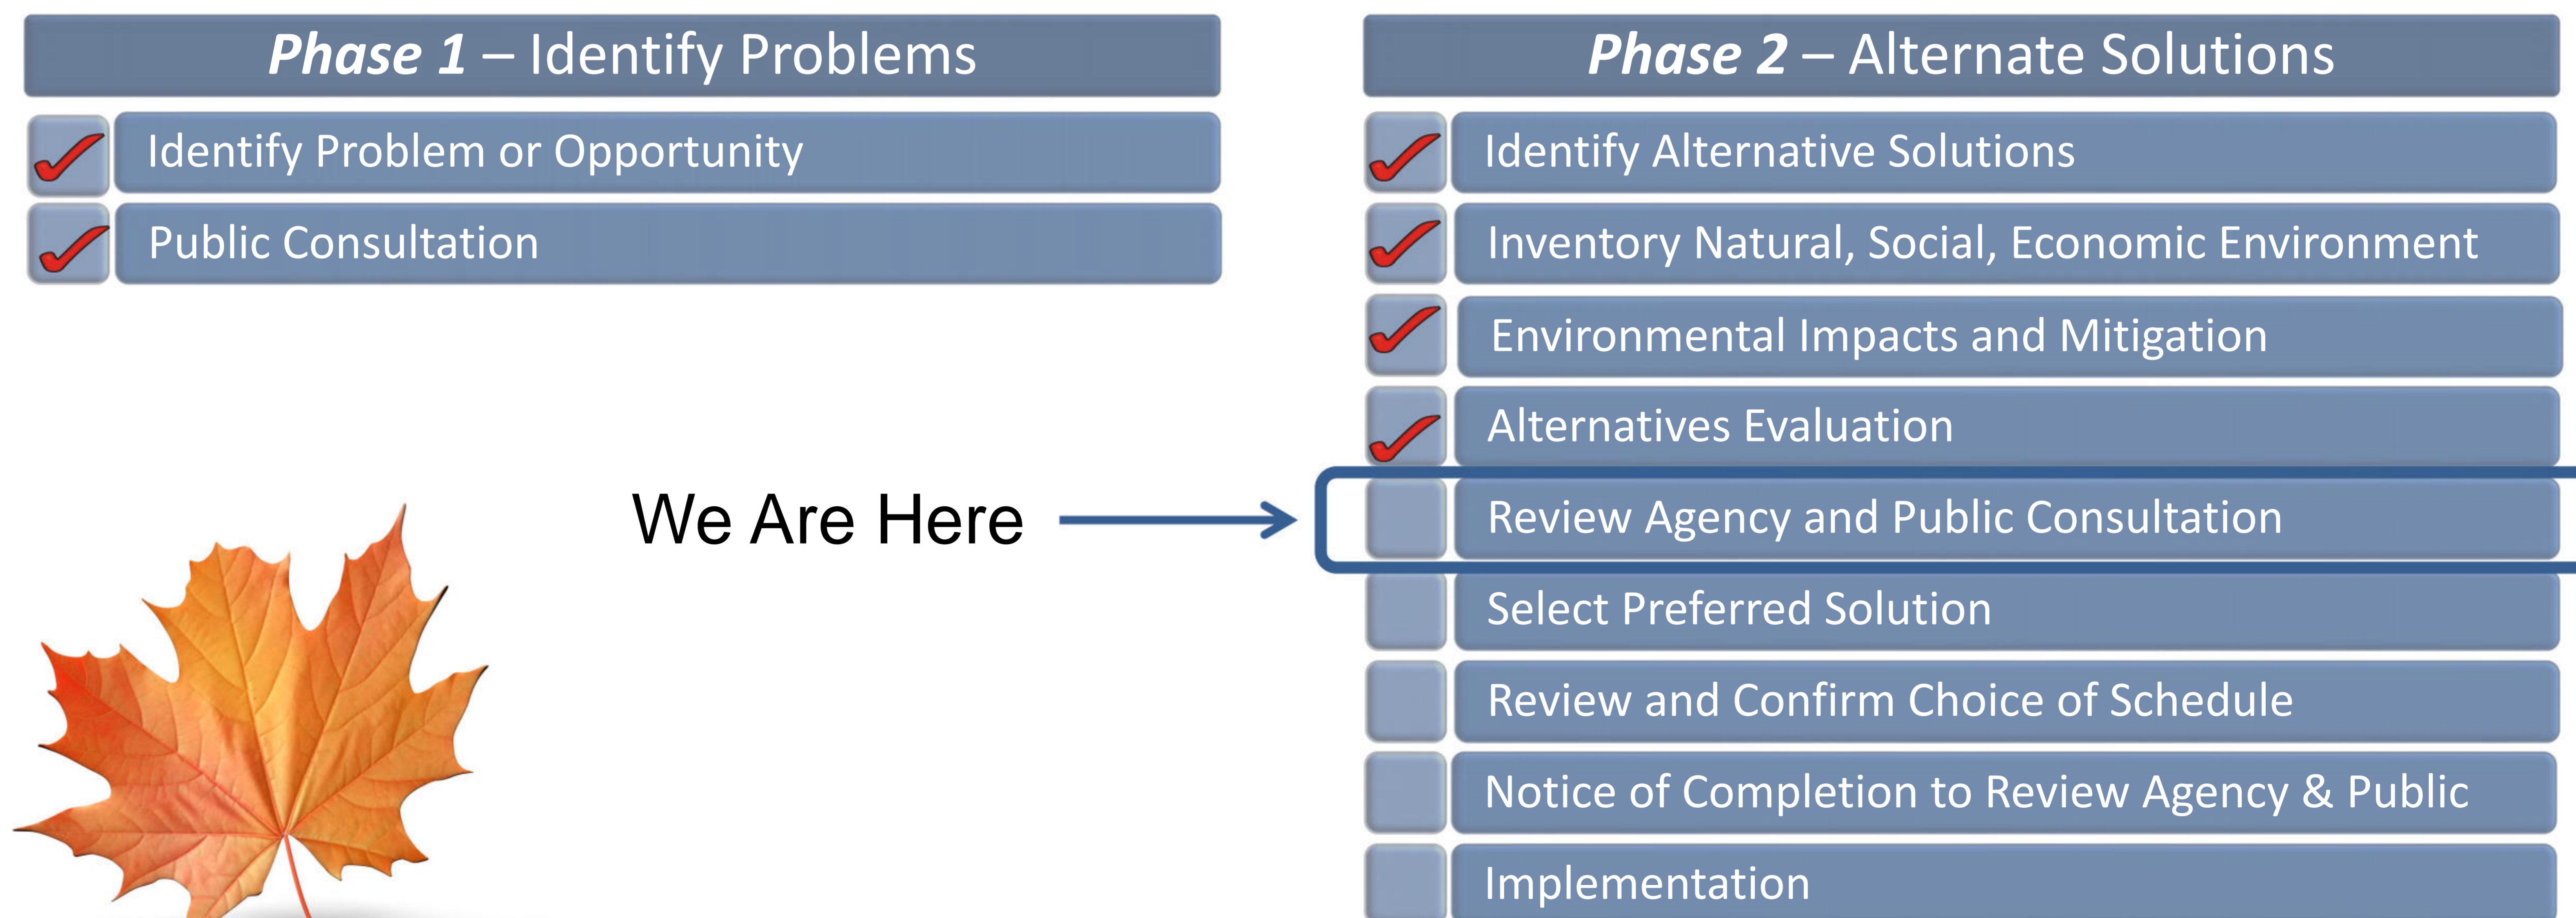 Phase 1 – Identify Problems
Identify Problem or Opportunity
Public Consultation
We Are Here
Phase 2 – Alternate Solutions
Identify Alternative Solutions
Inventory Natural, Social, Economic Environment
Environmental Impacts and Mitigation
Alternatives Evaluation
Review Agency and Public Consultation
Select Preferred Solution
Review and Confirm Choice of Schedule
Notice of Completion to Review Agency & Public
Implementation